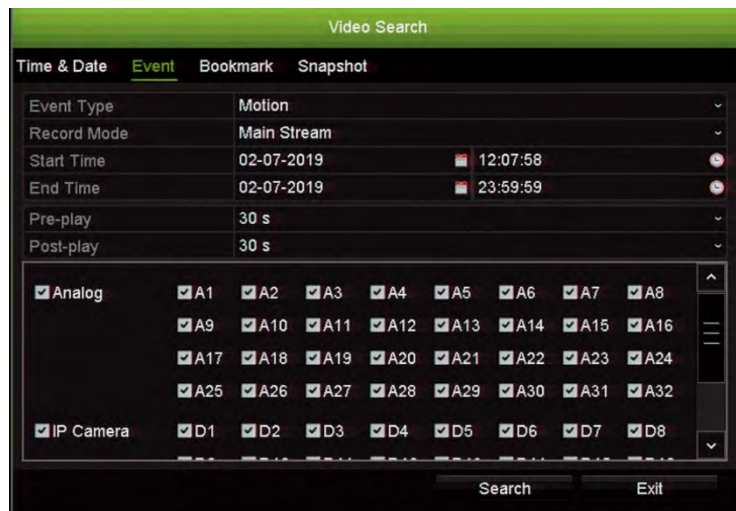 Video Search
Time & Date Event Bookmark Snapshot
Event Type Motion
Record Mode Main Stream
Start Time 02-07-2019 12:07:58
End Time 02-07-2019 23:59:59
Pre-play 30 s
Post-play 30 s
Analog A1 A2 A3 A4 A5 A6 A7 A8
A9 A10 A11 A12 A13 A14 A15 A16
A17 A18 A19 A20 A21 A22 A23 A24
A25 A26 A27 A28 A29 A30 A31 A32
IP Camera D1 D2 D3 D4 D5 D6 D7 D8
Search Exit